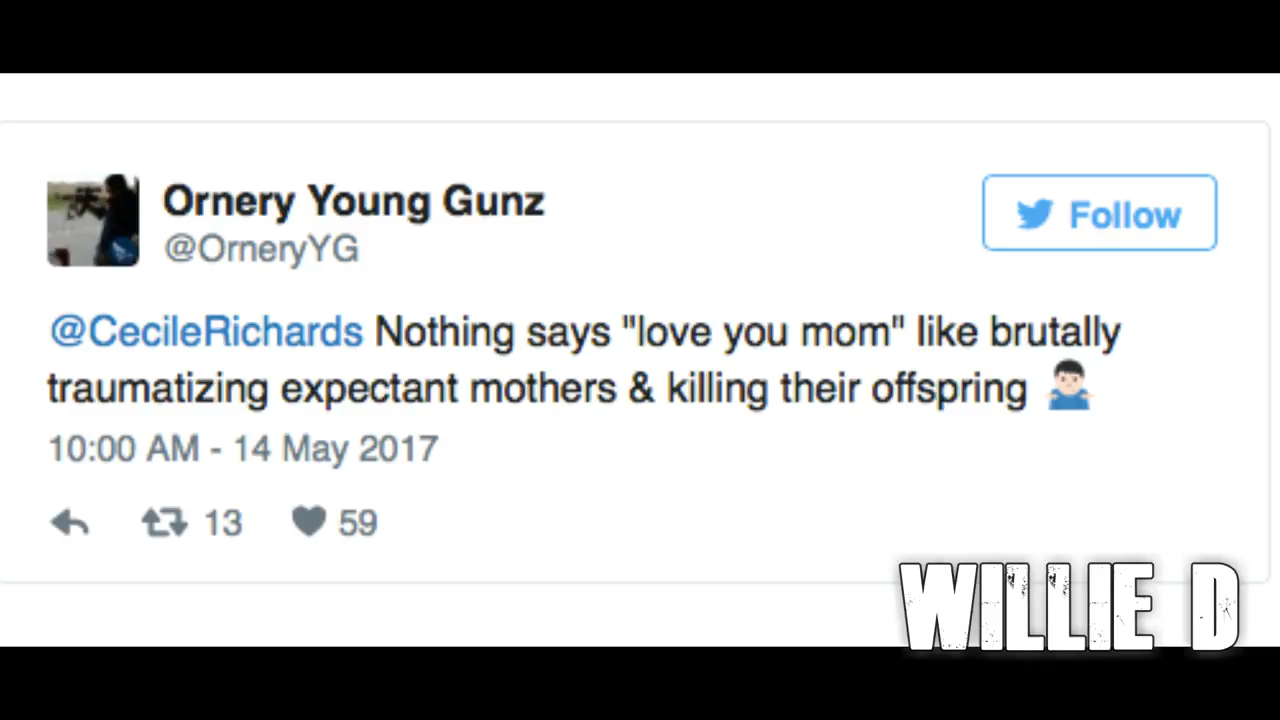 Ornery Young Gunz
@OrneryYG
Follow
@CecileRichards Nothing says "love you mom" like brutally
traumatizing expectant mothers & killing their offspring 🤷🏻‍♂️
10:00 AM - 14 May 2017
13 59
WILLIE D